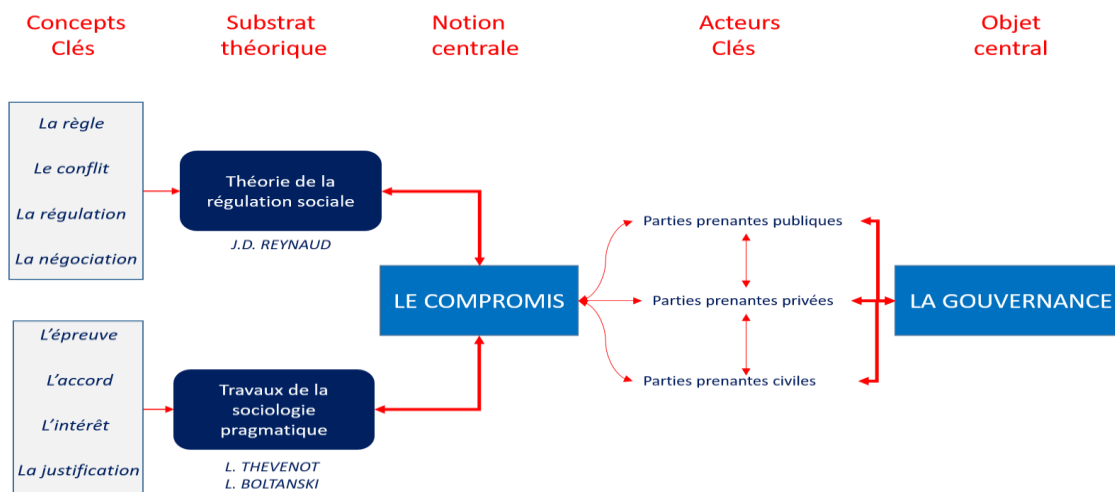 Concepts
Clés
Substrat
théorique
Notion
centrale
Acteurs
Clés
Objet
central
La règle
Le conflit
La régulation
La négociation
Théorie de la
régulation sociale
J.D. REYNAUD
L'épreuve
L'accord
L'intérêt
La justification
Travaux de la
sociologie
pragmatique
L. THEVENOT
L. BOLTANSKI
LE COMPROMIS
Parties prenantes publiques
Parties prenantes privées
Parties prenantes civiles
LA GOUVERNANCE